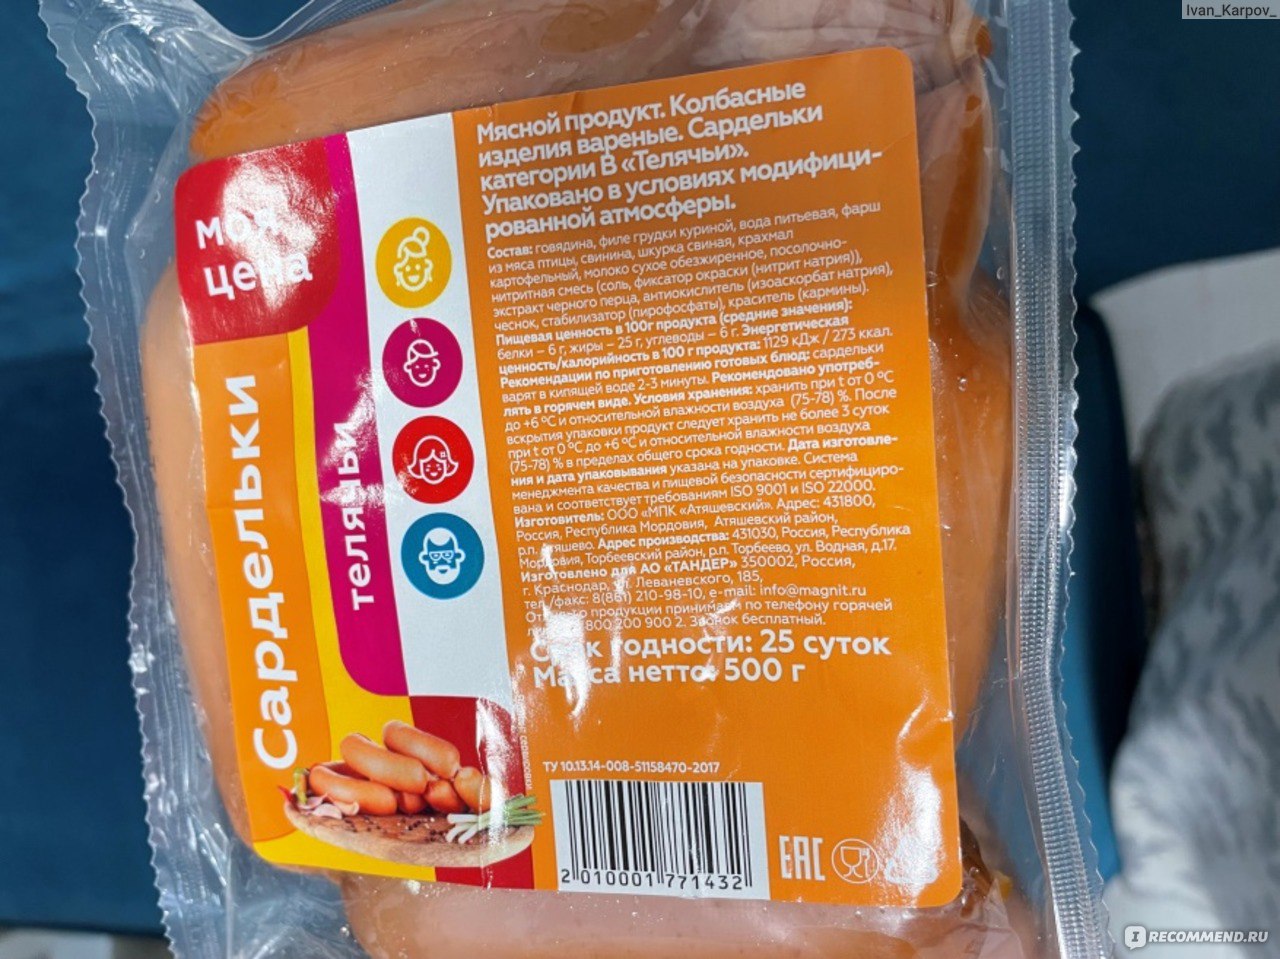 Ivan_Karpov_
моя
цена
Сардельки
телячьи
Мясной продукт. Колбасные
изделия вареные. Сардельки
категории В «Телячьи».
Упаковано в условиях модифици-
рованной атмосферы.
Состав: говядина, филе грудки куриной, вода питьевая, фарш
из мяса птицы, свинина, шкурка свиная, крахмал
картофельный, молоко сухое обезжиренное, посолочно-
нитритная смесь (соль, фиксатор окраски (нитрит натрия)),
экстракт черного перца, антиокислитель (изоаскорбат натрия),
чеснок, стабилизатор (пирофосфаты), краситель (кармины).
Пищевая ценность в 100г продукта (средние значения):
белки – 6 г, жиры – 25 г, углеводы – 6 г. Энергетическая
ценность/калорийность в 100 г продукта: 1129 кДж / 273 ккал.
Рекомендации по приготовлению готовых блюд: сардельки
варят в кипящей воде 2-3 минуты. Рекомендовано употреб-
лять в горячем виде. Условия хранения: хранить при t от 0 °С
до +6 °С и относительной влажности воздуха (75-78) %. После
вскрытия упаковки продукт следует хранить не более 3 суток
при t от 0 °С до +6 °С и относительной влажности воздуха
(75-78) % в пределах общего срока годности. Дата изготовле-
ния и дата упаковывания указана на упаковке. Система
менеджмента качества и пищевой безопасности сертифициро-
вана и соответствует требованиям ISO 9001 и ISO 22000.
Изготовитель: ООО «МПК «Атяшевский». Адрес: 431800,
Россия, Республика Мордовия, Атяшевский район,
р.п. Атяшево. Адрес производства: 431030, Россия, Республика
Мордовия, Торбеевский район, р.п. Торбеево, ул. Водная, д.17.
Изготовлено для АО «ТАНДЕР» 350002, Россия,
г. Краснодар, ул. Леваневского, 185,
тел./факс: 8(861) 210-98-10, e-mail: info@magnit.ru
продукции принимаем по телефону горячей
800 200 900 2. Звонок бесплатный.
Срок годности: 25 суток
Масса нетто: 500 г
ТУ 10.13.14-008-51158470-2017
2 010001 771432
EAC
IRECOMMEND.RU